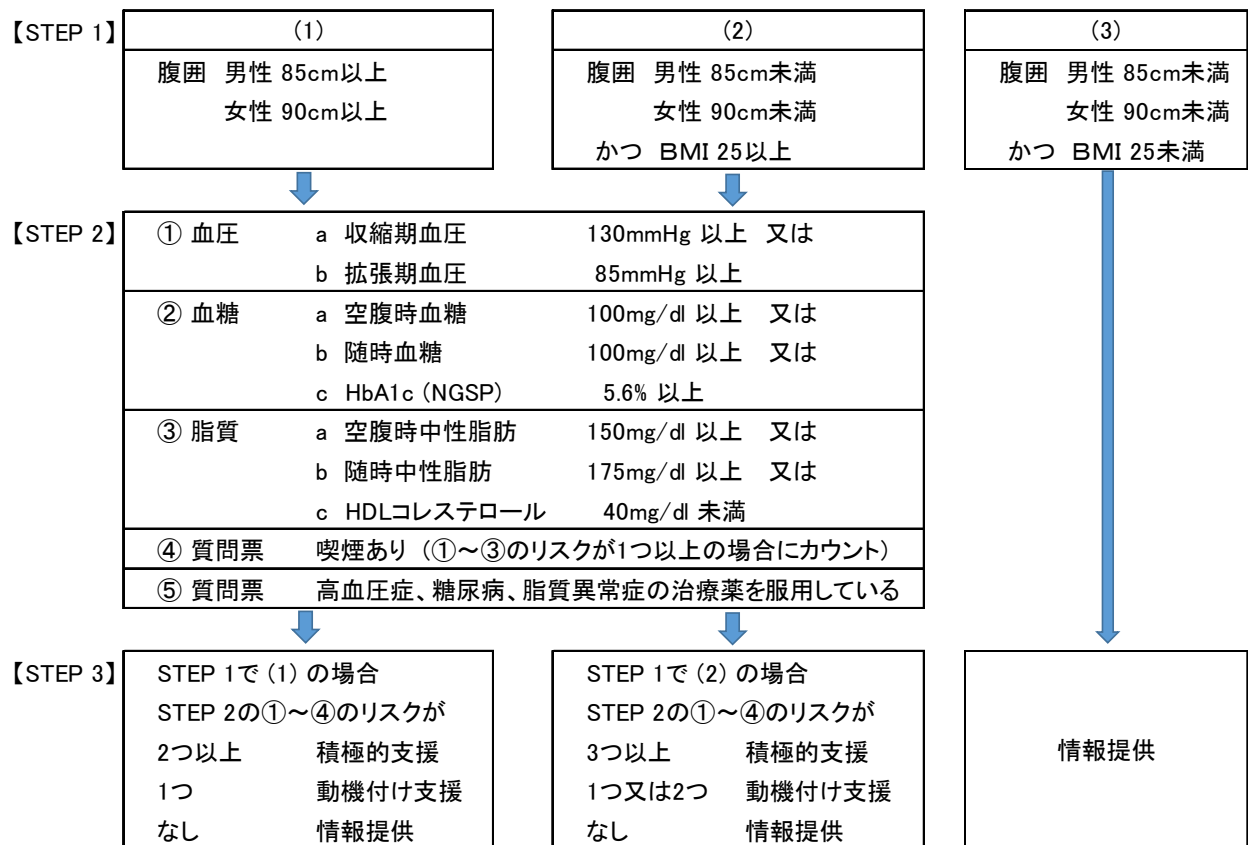 【STEP 1】 (1) (2) (3)
腹囲 男性 85cm以上 腹囲 男性 85cm未満 腹囲 男性 85cm未満
女性 90cm以上 女性 90cm未満 女性 90cm未満
かつ BMI 25以上 かつ BMI 25未満
【STEP 2】 ① 血圧 a 収縮期血圧 130mmHg 以上 又は
b 拡張期血圧 85mmHg 以上
② 血糖 a 空腹時血糖 100mg/dl 以上 又は
b 随時血糖 100mg/dl 以上 又は
c HbA1c (NGSP) 5.6% 以上
③ 脂質 a 空腹時中性脂肪 150mg/dl 以上 又は
b 随時中性脂肪 175mg/dl 以上 又は
c HDLコレステロール 40mg/dl 未満
④ 質問票 喫煙あり (①～③のリスクが1つ以上の場合にカウント)
⑤ 質問票 高血圧症、糖尿病、脂質異常症の治療薬を服用している
【STEP 3】 STEP 1で (1) の場合 STEP 1で (2) の場合
STEP 2の①～④のリスクが STEP 2の①～④のリスクが
2つ以上 積極的支援 3つ以上 積極的支援 情報提供
1つ 動機付け支援 1つ又は2つ 動機付け支援
なし 情報提供 なし 情報提供